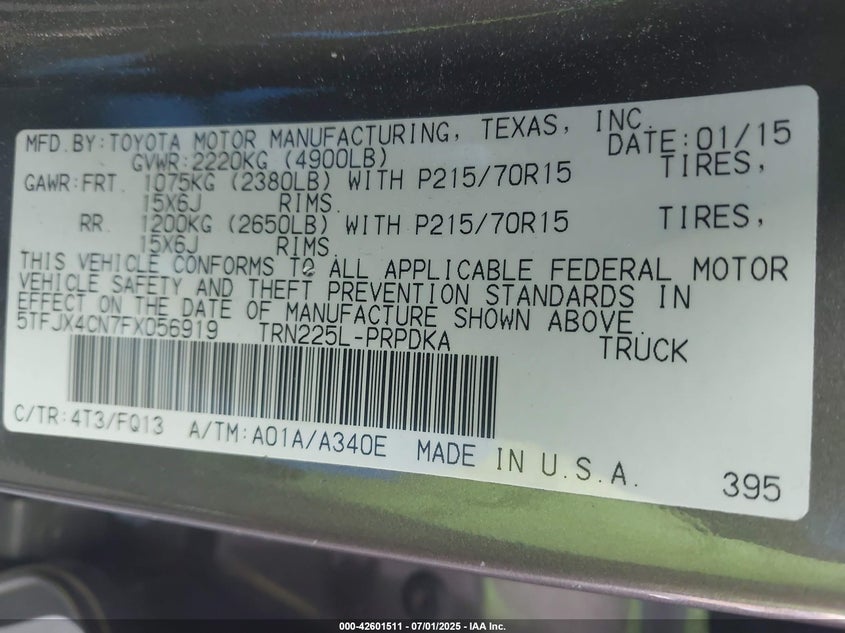 MFD.BY:TOYOTA MOTOR MANUFACTURING, TEXAS, INC.
DATE:01/15
GVWR:2220KG (4900LB)
GAWR:FRT. 1075KG (2380LB) WITH P215/70R15 TIRES,
15X6J RIMS.
RR. 1200KG (2650LB) WITH P215/70R15 TIRES,
15X6J RIMS.
THIS VEHICLE CONFORMS TO ALL APPLICABLE FEDERAL MOTOR
VEHICLE SAFETY AND THEFT PREVENTION STANDARDS IN
EFFECT ON THE DATE OF MANUFACTURE SHOWN ABOVE.
5TFJX4CN7FX056919 TRN225L-PRPDKA TRUCK
C/TR:4T3/FQ13 A/TM:A01A/A340E MADE IN U.S.A.
395
000-42601511 - 07/01/2025 - IAA Inc.